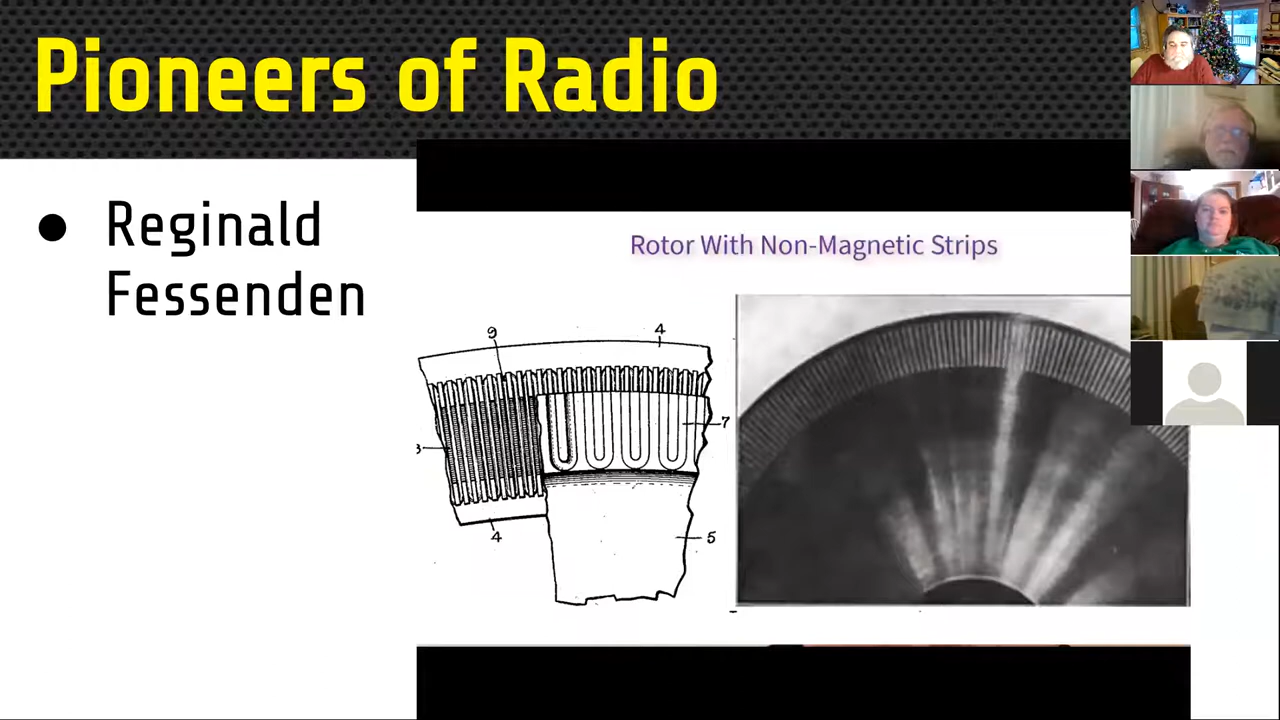 Pioneers of Radio
● Reginald
Fessenden
Rotor With Non-Magnetic Strips
9
4
7
3
4
5